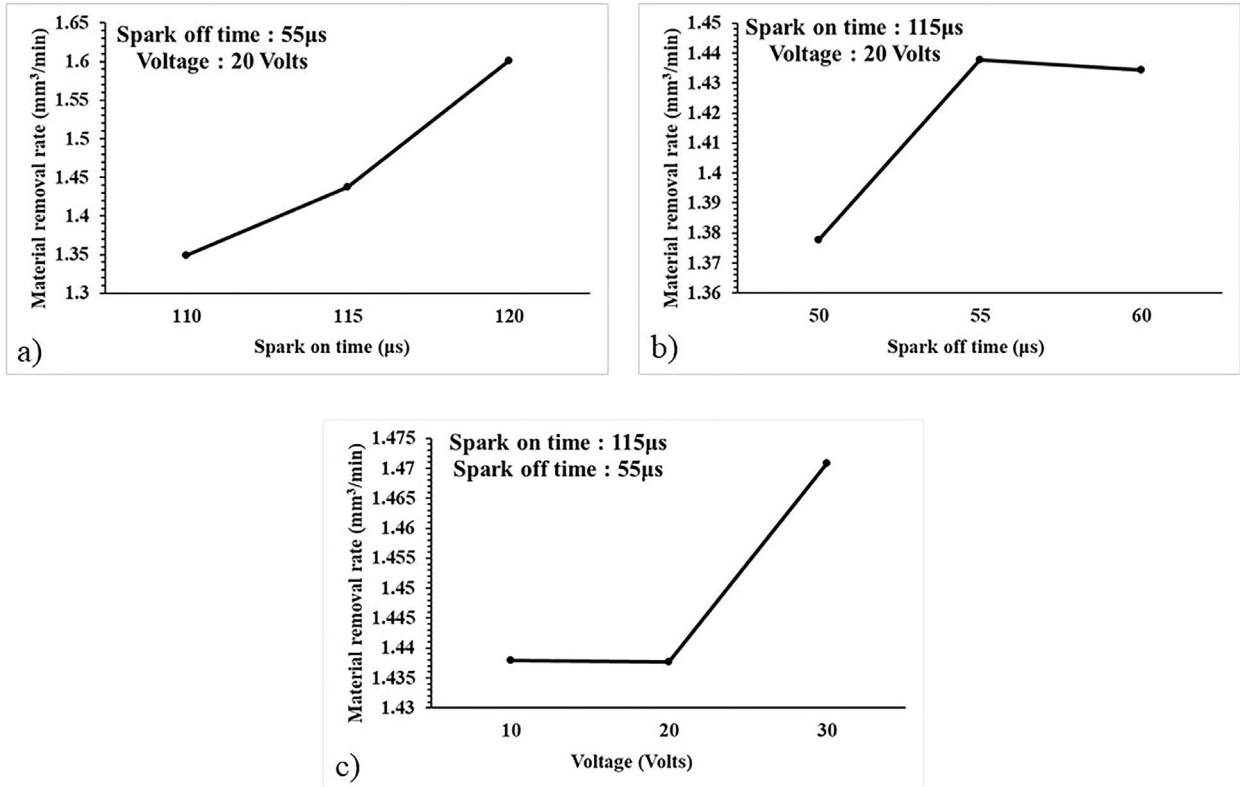 Spark off time : 55μs
Voltage : 20 Volts
Material removal rate (mm³/min)
1.65
1.6
1.55
1.5
1.45
1.4
1.35
1.3
110 115 120
Spark on time (μs)
a)
Spark on time : 115μs
Voltage : 20 Volts
Material removal rate (mm³/min)
1.45
1.44
1.43
1.42
1.41
1.4
1.39
1.38
1.37
1.36
50 55 60
Spark off time (μs)
b)
Spark on time : 115μs
Spark off time : 55μs
Material removal rate (mm³/min)
1.475
1.47
1.465
1.46
1.455
1.45
1.445
1.44
1.435
1.43
10 20 30
Voltage (Volts)
c)